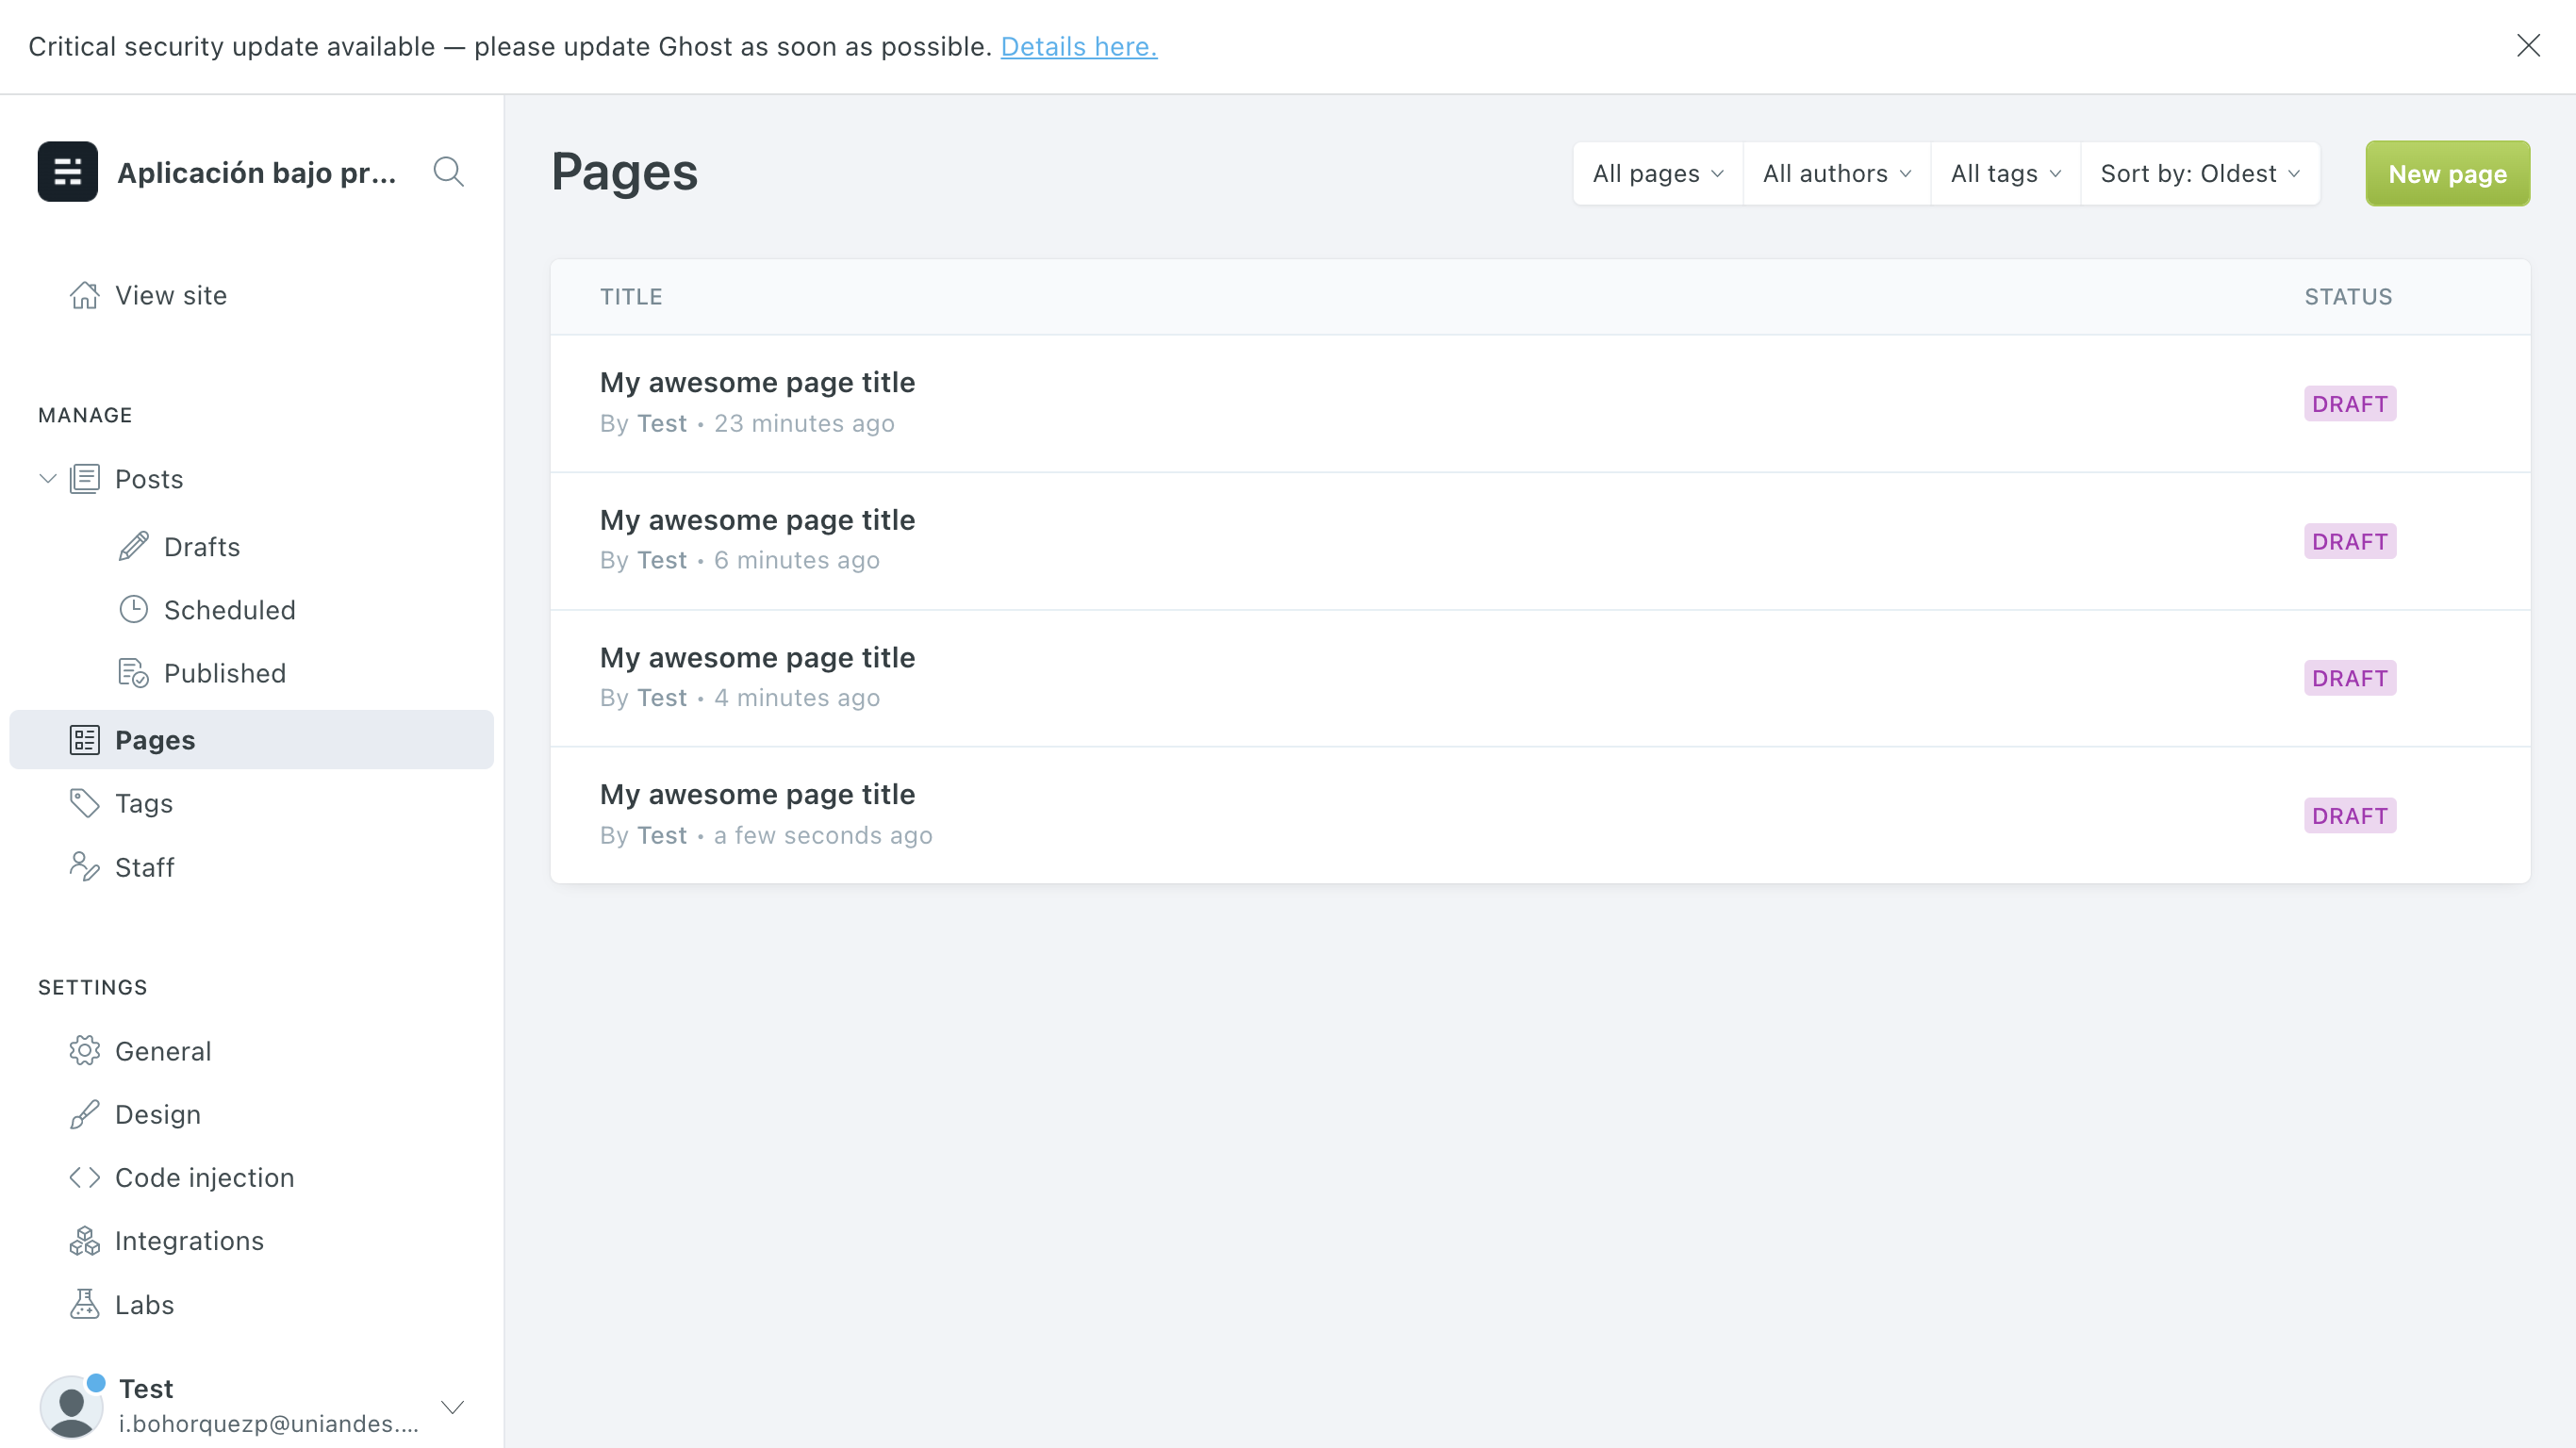 Critical security update available — please update Ghost as soon as possible. Details here.
Aplicación bajo pr...
View site
MANAGE
Posts
Drafts
Scheduled
Published
Pages
Tags
Staff
SETTINGS
General
Design
Code injection
Integrations
Labs
Test
i.bohorquezp@uniandes....
Pages
All pages
All authors
All tags
Sort by: Oldest
New page
TITLE STATUS
My awesome page title
By Test • 23 minutes ago
DRAFT
My awesome page title
By Test • 6 minutes ago
DRAFT
My awesome page title
By Test • 4 minutes ago
DRAFT
My awesome page title
By Test • a few seconds ago
DRAFT